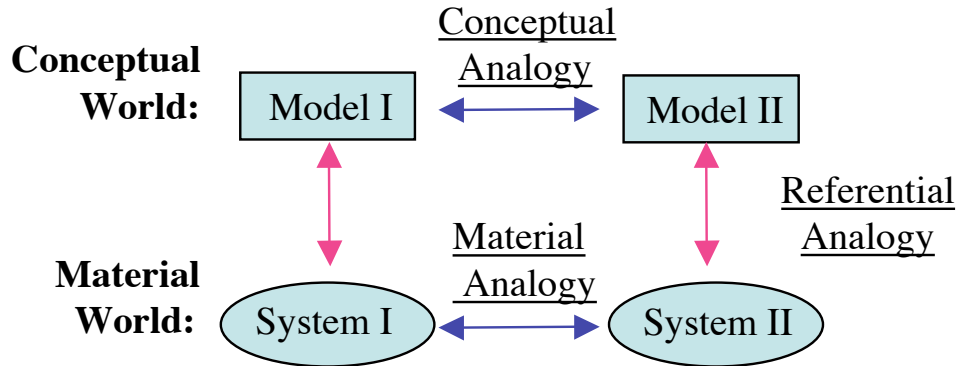 Conceptual
Analogy
Conceptual
World:
Model I
Model II
Referential
Analogy
Material
Analogy
Material
World:
System I
System II